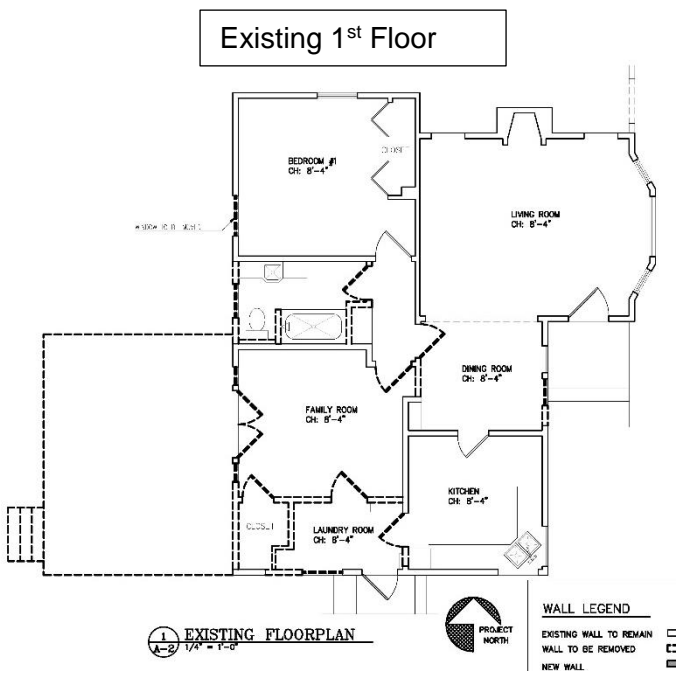 Existing 1st Floor
BEDROOM #1
CH: 8'-4"
CLOSET
LIVING ROOM
CH: 8'-4"
DINING ROOM
CH: 8'-4"
FAMILY ROOM
CH: 8'-4"
KITCHEN
CH: 8'-4"
CLOSET
LAUNDRY ROOM
CH: 8'-4"
1
A-2
EXISTING FLOORPLAN
1/4" = 1'-0"
PROJECT
NORTH
WALL LEGEND
EXISTING WALL TO REMAIN
WALL TO BE REMOVED
NEW WALL